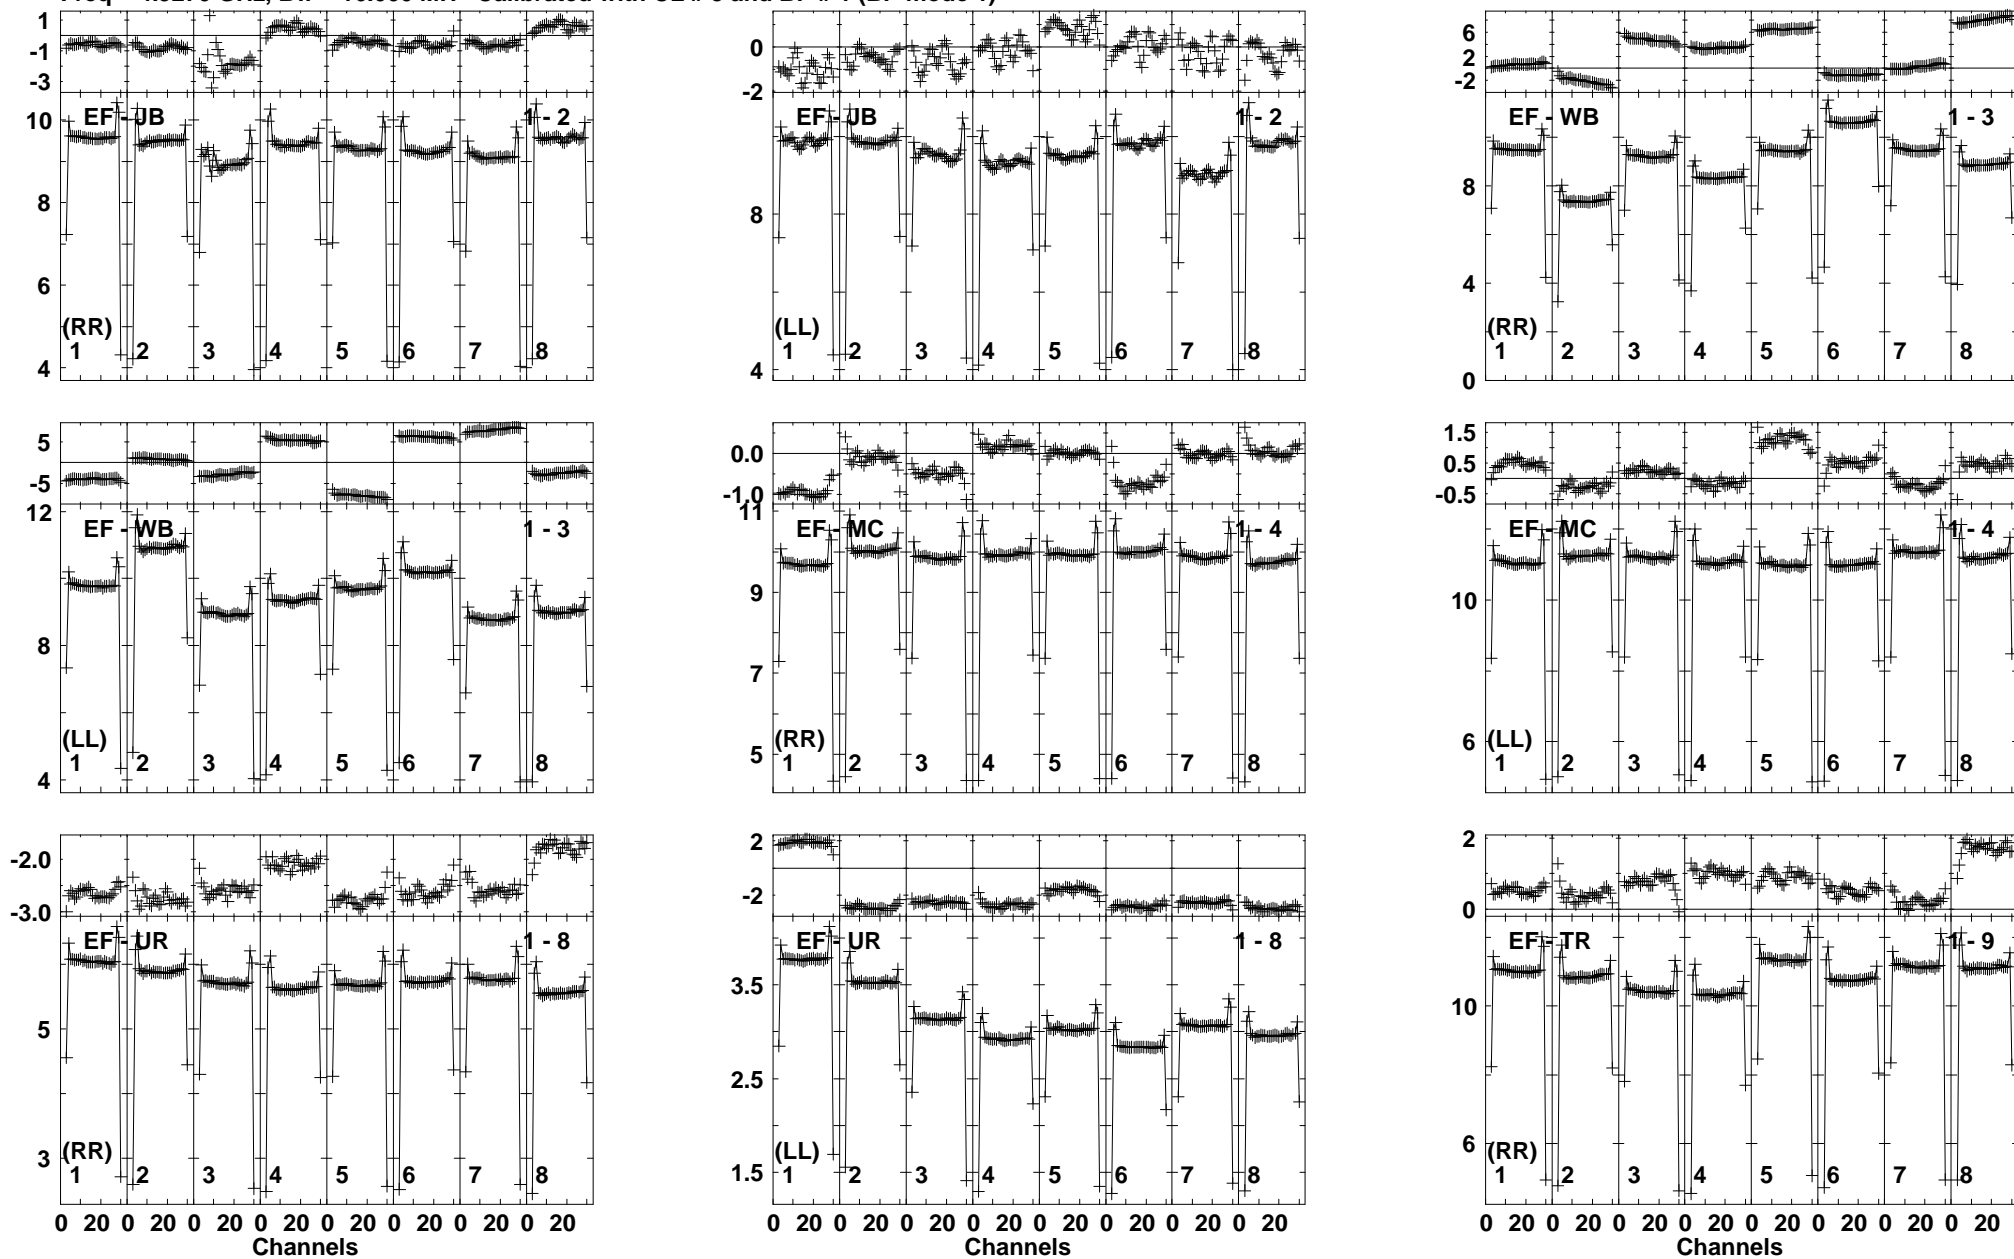 1 0 -1 -3
EF - JB 1 - 2
10 8 6 4
(RR)
1 2 3 4 5 6 7 8
0 -2
EF - JB 1 - 2
8 4
(LL)
1 2 3 4 5 6 7 8
6 2 -2
EF - WB 1 - 3
8 4 0
(RR)
1 2 3 4 5 6 7 8
5 -5
EF - WB 1 - 3
12 8 4
(LL)
1 2 3 4 5 6 7 8
0.0 -1.0
EF - MC 1 - 4
11 9 7 5
(RR)
1 2 3 4 5 6 7 8
1.5 0.5 -0.5
EF - MC 1 - 4
10 6
(LL)
1 2 3 4 5 6 7 8
-2.0 -3.0
EF - UR 1 - 8
5 3
(RR)
1 2 3 4 5 6 7 8
0 20 0 20 0 20 0 20 0 20 0 20 0 20 0 20
Channels
2 -2
EF - UR 1 - 8
3.5 2.5 1.5
(LL)
1 2 3 4 5 6 7 8
0 20 0 20 0 20 0 20 0 20 0 20 0 20 0 20
Channels
2 1 0
EF - TR 1 - 9
10 6
(RR)
1 2 3 4 5 6 7 8
0 20 0 20 0 20 0 20 0 20 0 20 0 20 0 20
Channels